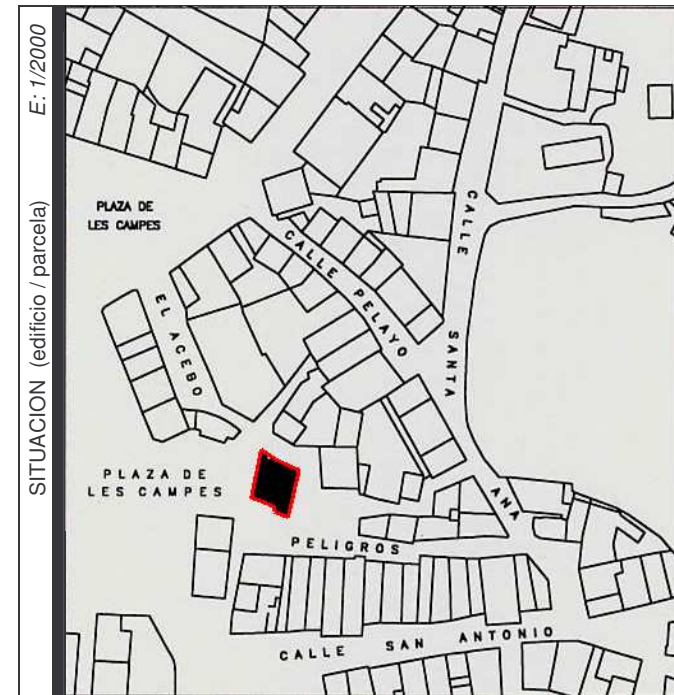 SITUACION (edificio / parcela) E: 1/2000
PLAZA DE
LES CAMPES
CALLE PELAYO
CALLE SANTA ANA
EL ACEBO
PLAZA DE
LES CAMPES
PELIGROS
CALLE SAN ANTONIO